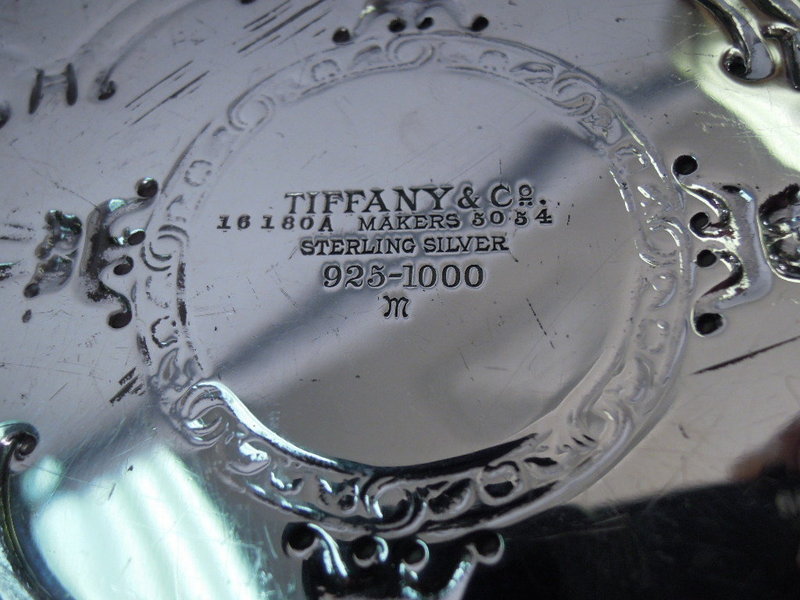 TIFFANY & Co.
16180A MAKERS 5054
STERLING SILVER
925-1000
M